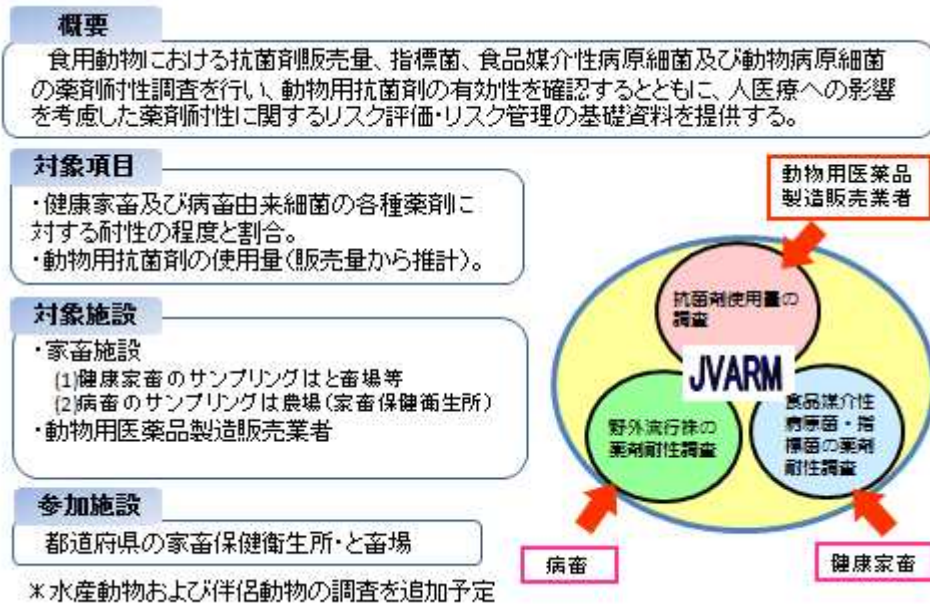 概要
食用動物における抗菌剤販売量、指標菌、食品媒介性病原細菌及び動物病原細菌
の薬剤耐性調査を行い、動物用抗菌剤の有効性を確認するとともに、人医療への影響
を考慮した薬剤耐性に関するリスク評価・リスク管理の基礎資料を提供する。
対象項目
・健康家畜及び病畜由来細菌の各種薬剤に
対する耐性の程度と割合。
・動物用抗菌剤の使用量(販売量から推計)。
対象施設
・家畜施設
(1)健康家畜のサンプリングはと畜場等
(2)病畜のサンプリングは農場(家畜保健衛生所)
・動物用医薬品製造販売業者
参加施設
都道府県の家畜保健衛生所・と畜場
*水産動物および伴侶動物の調査を追加予定
動物用医薬品
製造販売業者
抗菌剤使用量の
調査
JVARM
野外流行株の
薬剤耐性調査
食品媒介性
病原菌・指
標菌の薬剤
耐性調査
病畜
健康家畜